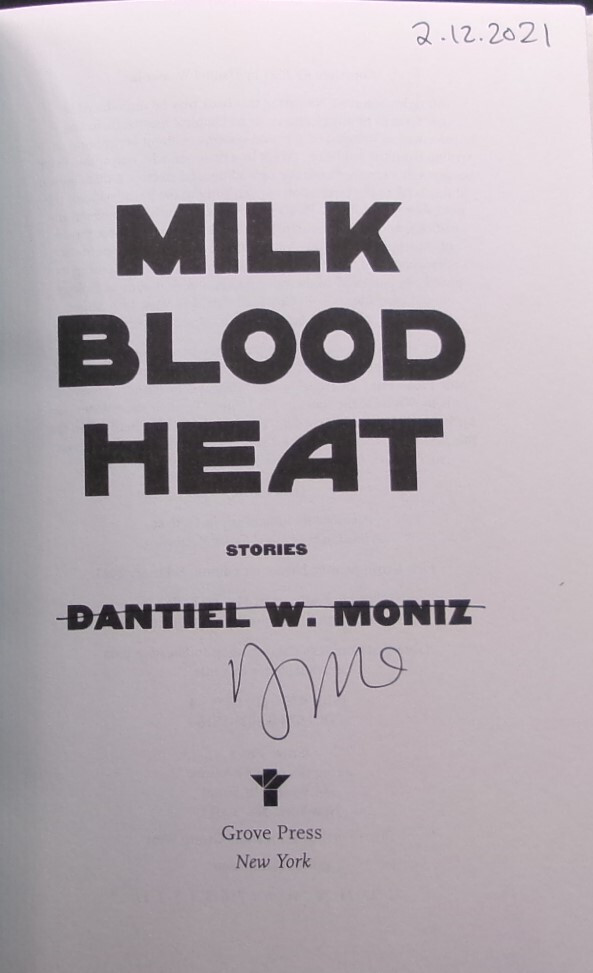 2.12.2021
MILK
BLOOD
HEAT
STORIES
DANTIEL W. MONIZ
Grove Press
New York